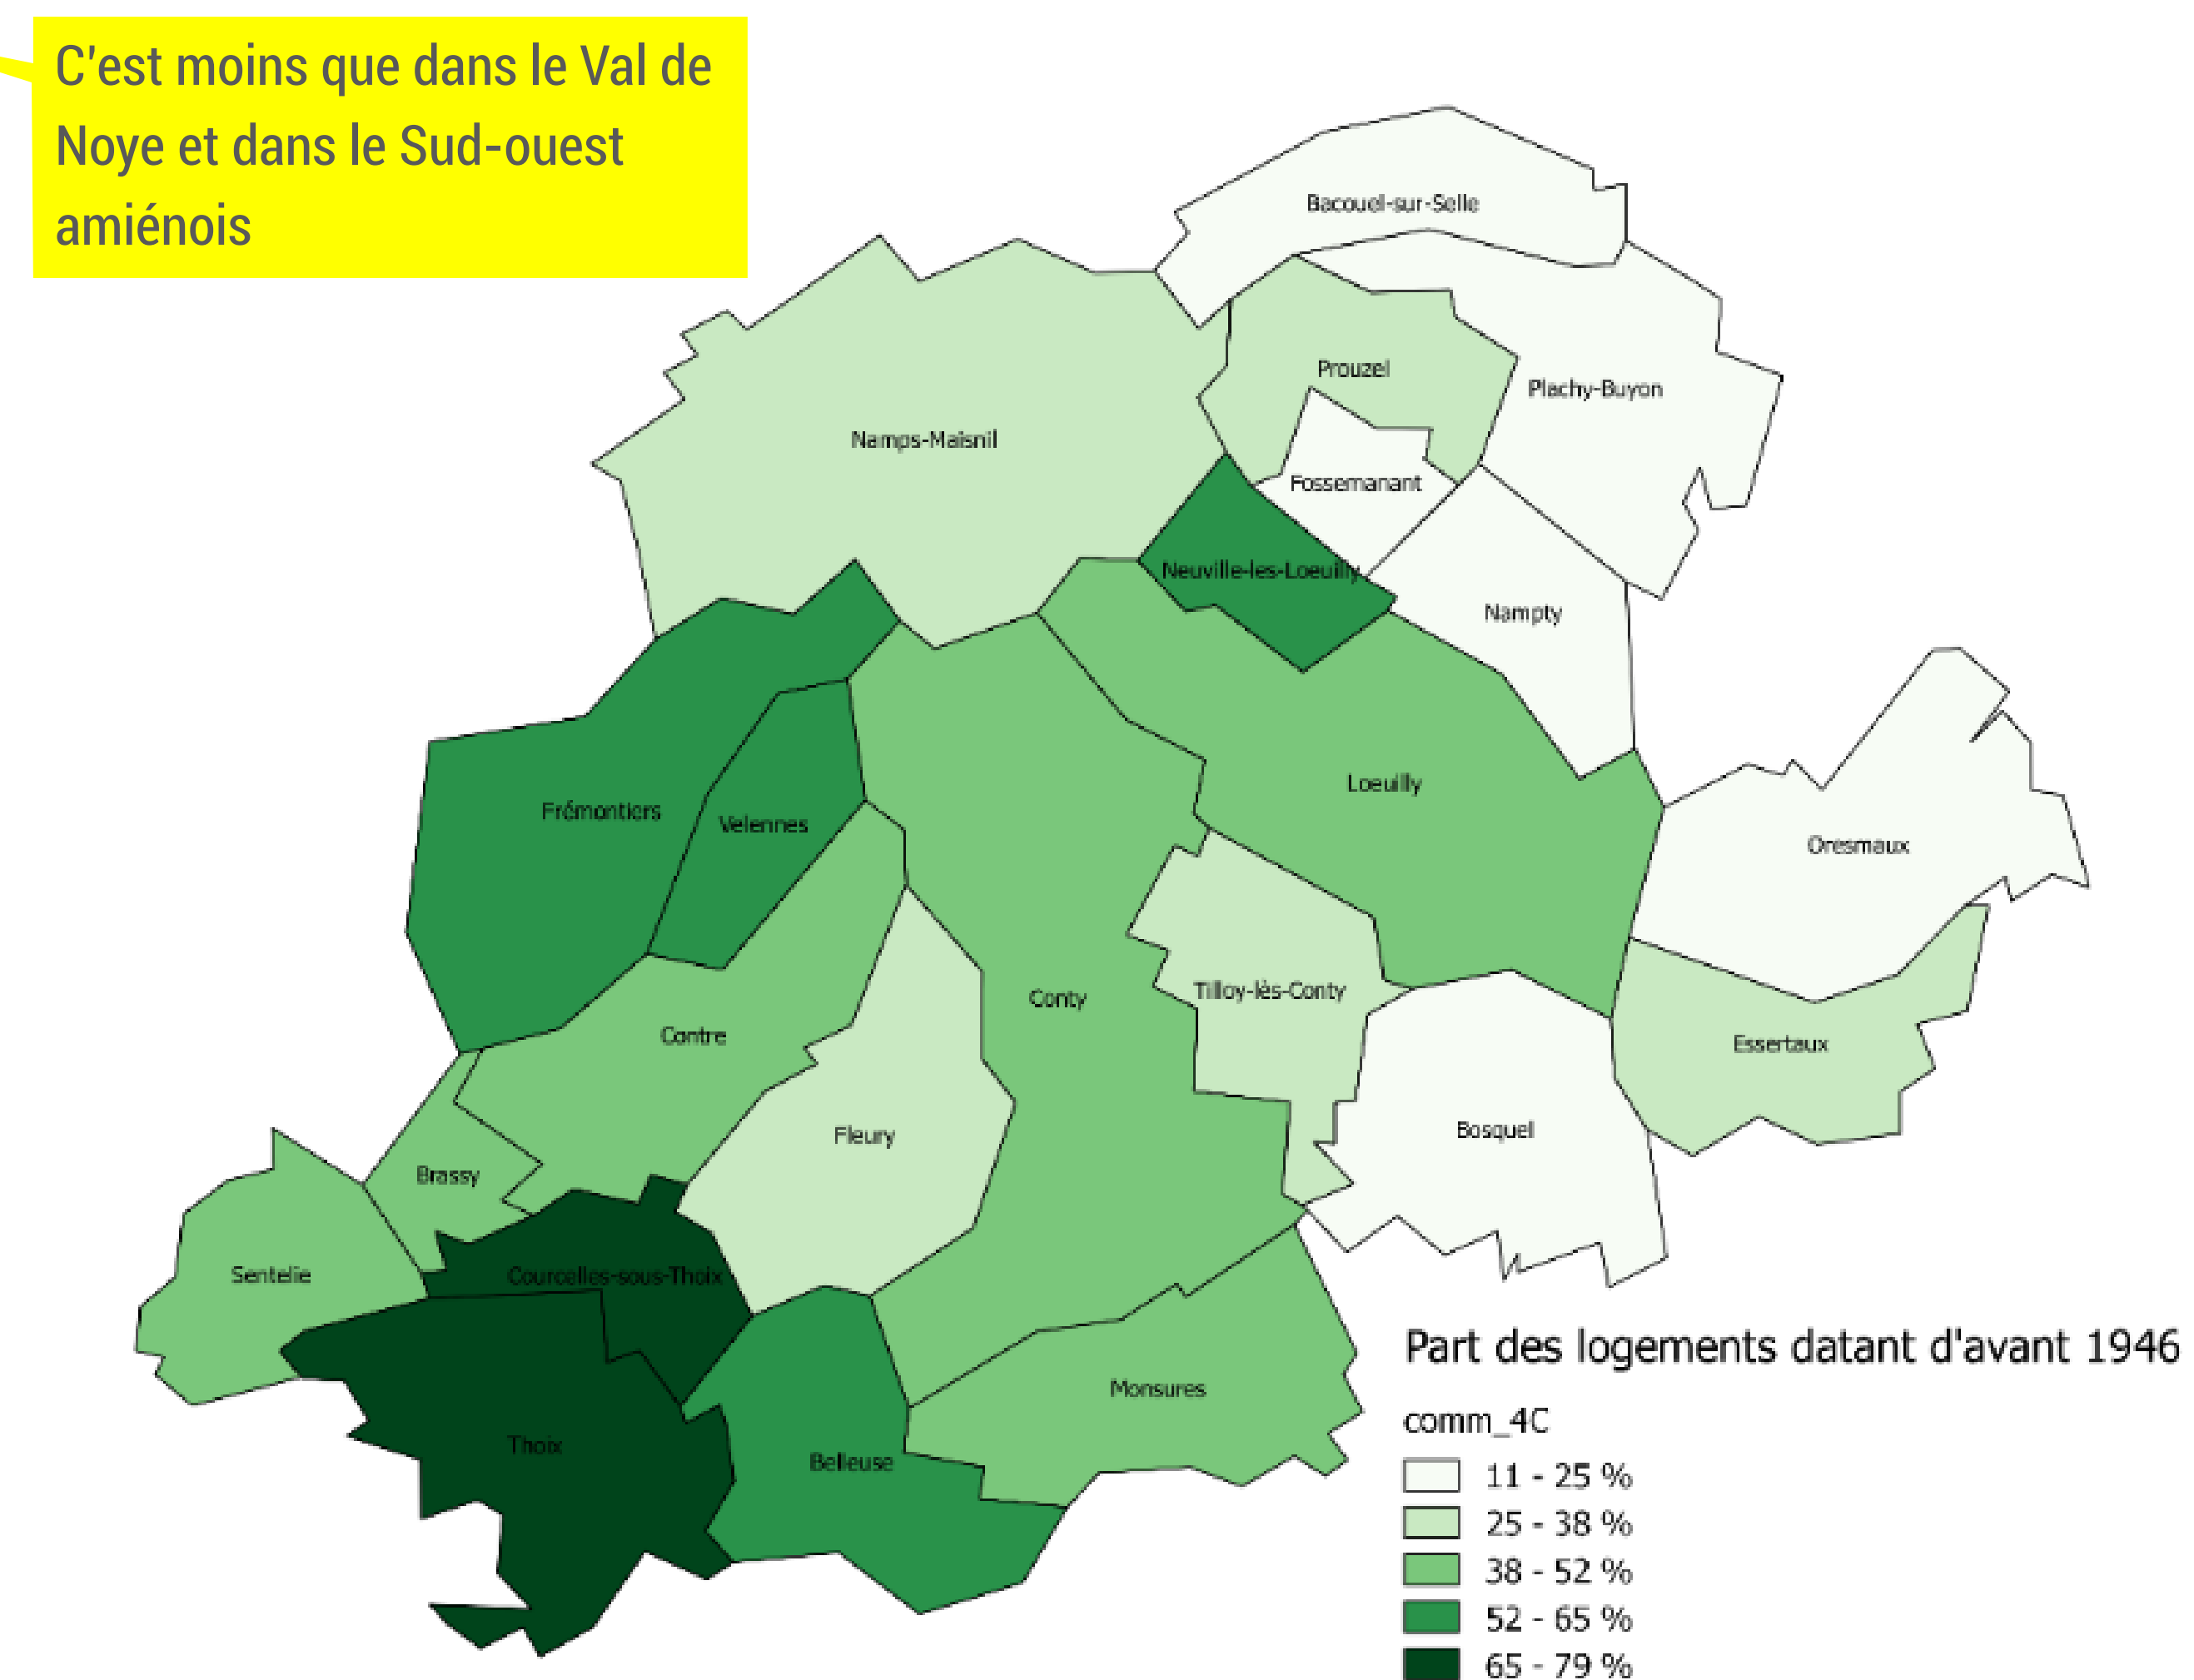 C'est moins que dans le Val de
Noye et dans le Sud-ouest
amiénois
Bacouel-sur-Selle
Prouzel
Plachy-Buyon
Namps-Maisnil
Fossemanant
Neuville-les-Loeuilly
Nampty
Loeuilly
Frémontiers
Velennes
Oresmaux
Tilloy-lès-Conty
Conty
Contre
Essertaux
Fleury
Bosquel
Brassy
Sentelie
Courcelles-sous-Thoix
Monsures
Thoix
Belleuse
Part des logements datant d'avant 1946
comm_4C
11 - 25 %
25 - 38 %
38 - 52 %
52 - 65 %
65 - 79 %